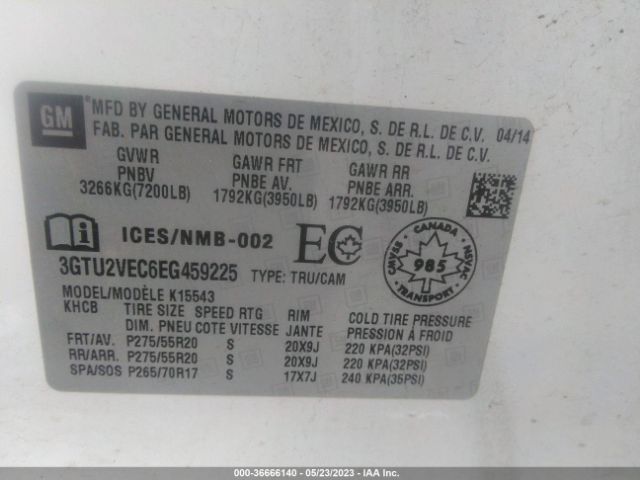 GM
® MFD BY GENERAL MOTORS DE MEXICO, S. DE R.L. DE C.V. 04/14
FAB. PAR GENERAL MOTORS DE MEXICO, S. DE R.L. DE C.V.
GVWR GAWR FRT GAWR RR
PNBV PNBE AV. PNBE ARR.
3266KG(7200LB) 1792KG(3950LB) 1792KG(3950LB)
i ICES/NMB-002 EC
CANADA
CMVSS 985 NSVAC
TRANSPORT
3GTU2VEC6EG459225 TYPE: TRU/CAM
MODEL/MODÈLE K15543
KHCB TIRE SIZE SPEED RTG RIM COLD TIRE PRESSURE
DIM. PNEU COTE VITESSE JANTE PRESSION À FROID
FRT/AV. P275/55R20 S 20X9J 220 KPA(32PSI)
RR/ARR. P275/55R20 S 20X9J 220 KPA(32PSI)
SPA/SOS P265/70R17 S 17X7J 240 KPA(35PSI)
000-36666140 - 05/23/2023 - IAA Inc.